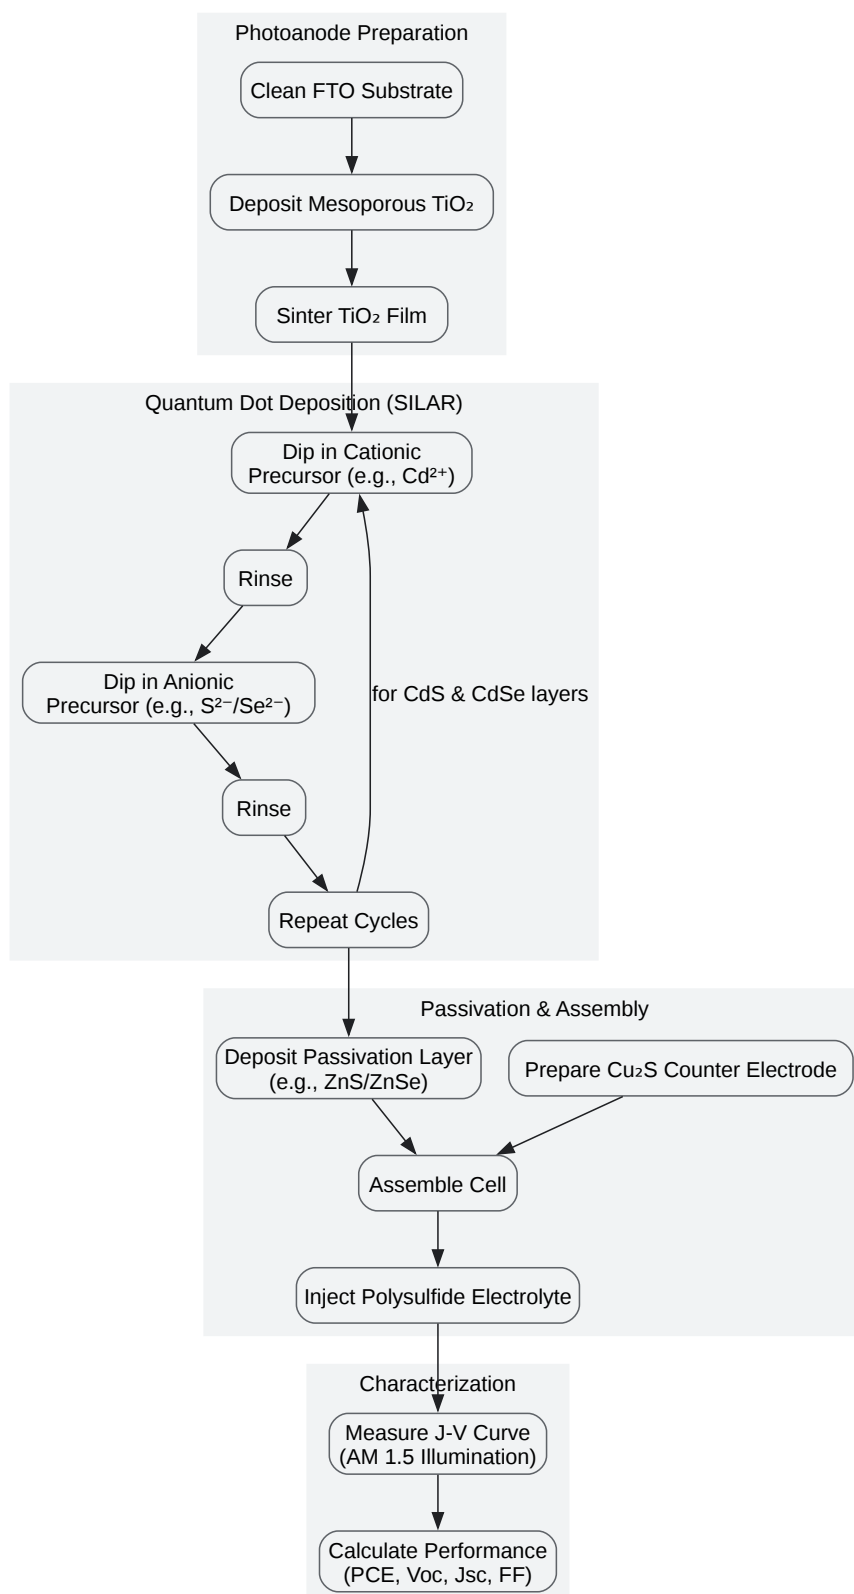 Photoanode Preparation
Clean FTO Substrate
Deposit Mesoporous TiO₂
Sinter TiO₂ Film
Quantum Dot Deposition (SILAR)
Dip in Cationic
Precursor (e.g., Cd²⁺)
Rinse
Dip in Anionic
Precursor (e.g., S²⁻/Se²⁻)
for CdS & CdSe layers
Rinse
Repeat Cycles
Passivation & Assembly
Deposit Passivation Layer
(e.g., ZnS/ZnSe)
Prepare Cu₂S Counter Electrode
Assemble Cell
Inject Polysulfide Electrolyte
Characterization
Measure J-V Curve
(AM 1.5 Illumination)
Calculate Performance
(PCE, Voc, Jsc, FF)